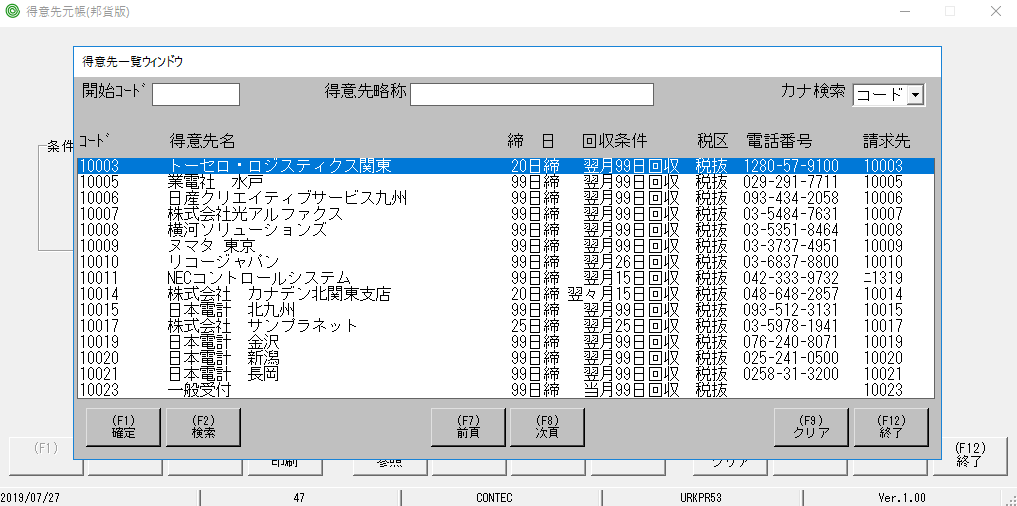 得意先元帳(邦貨版)
得意先一覧ｳｨﾝﾄﾞｳ
開始ｺｰﾄﾞ 得意先略称 カナ検索 コード
条件
ｺｰﾄﾞ 得意先名 締 日 回収条件 税区 電話番号 請求先
10003 トーセロ・ロジスティクス関東 20日締 翌月99日回収 税抜 1280-57-9100 10003
10005 業電社 水戸 99日締 翌月99日回収 税抜 029-291-7711 10005
10006 日産クリエイティブサービス九州 99日締 翌月99日回収 税抜 093-434-2058 10006
10007 株式会社光アルファクス 99日締 翌月99日回収 税抜 03-5484-7631 10007
10008 横河ソリューションズ 99日締 翌月99日回収 税抜 03-5351-8464 10008
10009 ヌマタ 東京 99日締 翌月99日回収 税抜 03-3737-4951 10009
10010 リコージャパン 99日締 翌月26日回収 税抜 03-6837-8800 10010
10011 NECコントロールシステム 99日締 翌月15日回収 税抜 042-333-9732 ﾆ1319
10014 株式会社 カナデン北関東支店 20日締 翌々月15日回収 税抜 048-648-2857 10014
10015 日本電計 北九州 99日締 翌月99日回収 税抜 093-512-3131 10015
10017 株式会社 サンプラネット 25日締 翌月25日回収 税抜 03-5978-1941 10017
10019 日本電計 金沢 99日締 翌月99日回収 税抜 076-240-8071 10019
10020 日本電計 新潟 99日締 翌月99日回収 税抜 025-241-0500 10020
10021 日本電計 長岡 99日締 翌月99日回収 税抜 0258-31-3200 10021
10023 一般受付 99日締 当月99日回収 税抜 10023
(F1) (F2) (F7) (F8) (F9) (F12)
確定 検索 前頁 次頁 クリア 終了
(F1) (F12)
印刷 参照 クリア 終了
2019/07/27 47 CONTEC URKPR53 Ver.1.00